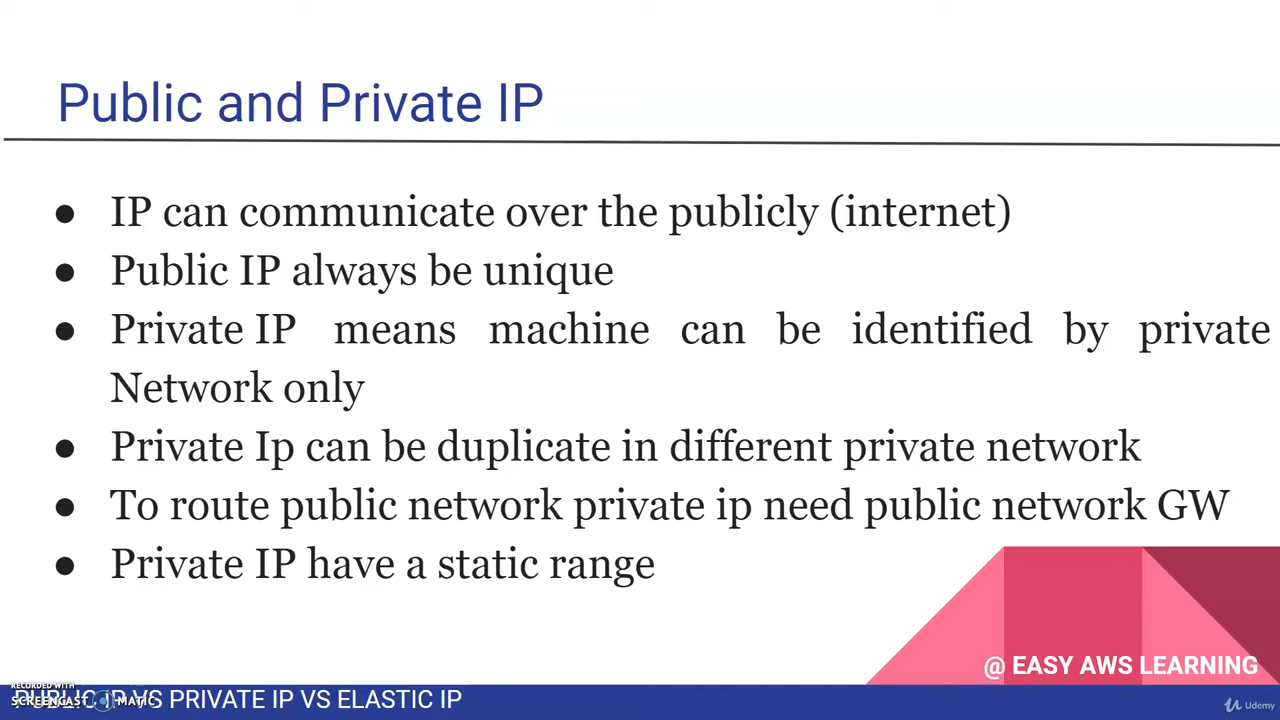 Public and Private IP
● IP can communicate over the publicly (internet)
● Public IP always be unique
● Private IP means machine can be identified by private
Network only
● Private Ip can be duplicate in different private network
● To route public network private ip need public network GW
● Private IP have a static range
@ EASY AWS LEARNING
RECORDED WITH
SCREENCAST MATIC
PUBLIC IP VS PRIVATE IP VS ELASTIC IP
Udemy